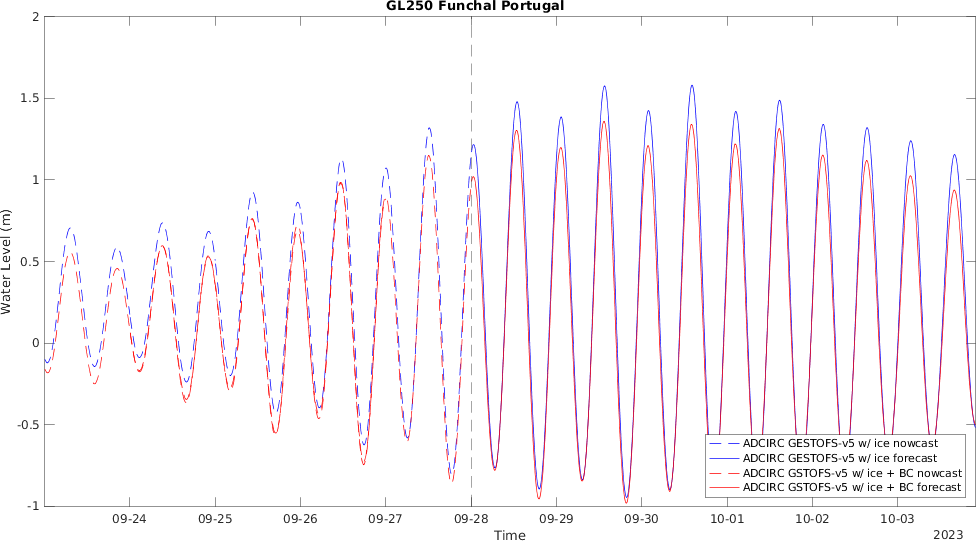 GL250 Funchal Portugal
2
1.5
1
0.5
0
-0.5
-1
Water Level (m)
ADCIRC GESTOFS-v5 w/ ice nowcast
ADCIRC GESTOFS-v5 w/ ice forecast
ADCIRC GSTOFS-v5 w/ ice + BC nowcast
ADCIRC GSTOFS-v5 w/ ice + BC forecast
09-24 09-25 09-26 09-27 09-28 09-29 09-30 10-01 10-02 10-03
Time
2023